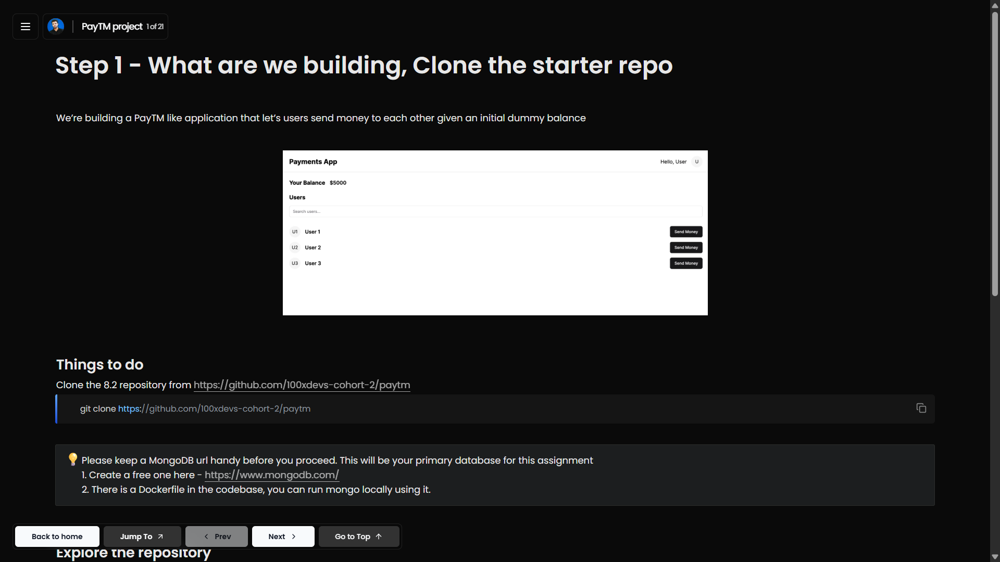 PayTM project 1 of 21
Step 1 - What are we building, Clone the starter repo
We’re building a PayTM like application that let’s users send money to each other given an initial dummy balance
Payments App
Hello, User U
Your Balance $5000
Users
Search users...
U1 User 1 Send Money
U2 User 2 Send Money
U3 User 3 Send Money
Things to do
Clone the 8.2 repository from https://github.com/100xdevs-cohort-2/paytm
git clone https://github.com/100xdevs-cohort-2/paytm
💡 Please keep a MongoDB url handy before you proceed. This will be your primary database for this assignment
1. Create a free one here - https://www.mongodb.com/
2. There is a Dockerfile in the codebase, you can run mongo locally using it.
Back to home Jump To Prev Next Go to Top
Explore the repository